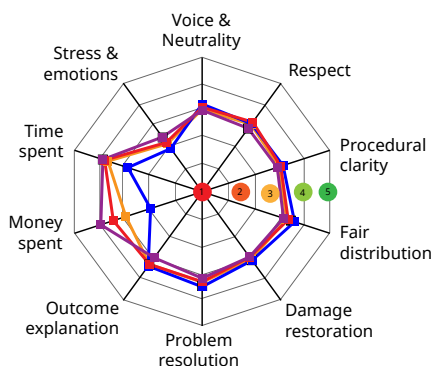 Voice &
Neutrality
Stress &
emotions
Respect
Time
spent
Procedural
clarity
1
2
3
4
5
Money
spent
Fair
distribution
Outcome
explanation
Damage
restoration
Problem
resolution